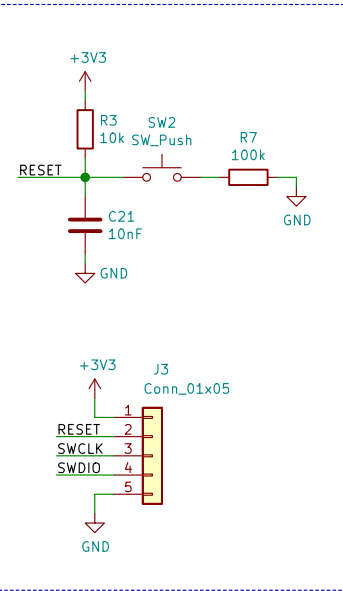 +3V3
R3
10k
SW2
SW_Push
R7
100k
RESET
GND
C21
10nF
GND
+3V3
J3
Conn_01x05
1
RESET 2
SWCLK 3
SWDIO 4
5
GND